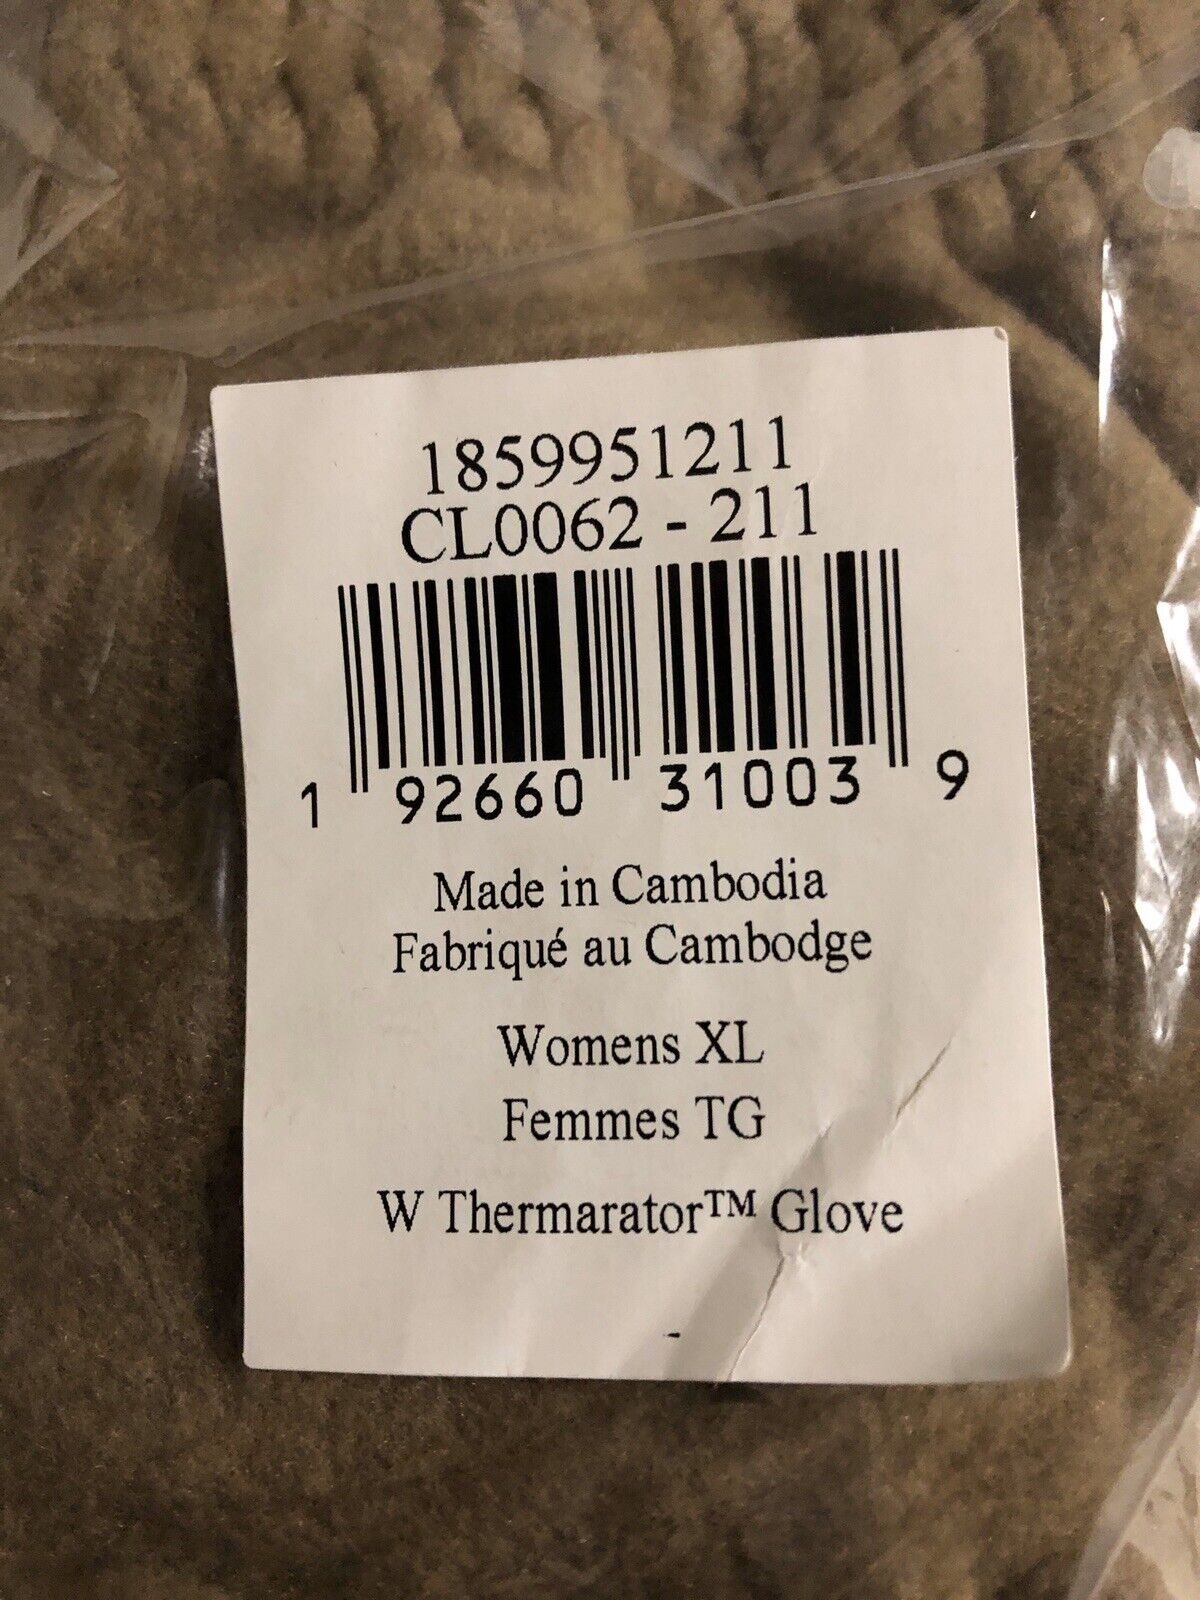 1859951211
CL0062 - 211
1 92660 31003 9
Made in Cambodia
Fabriqué au Cambodge
Womens XL
Femmes TG
W Thermarator™ Glove
-